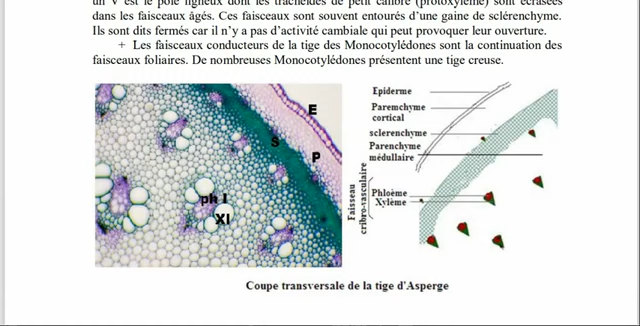 un V est le pôle ligneux dont les trachéides de petit calibre (protoxylème) sont écrasées
dans les faisceaux âgés. Ces faisceaux sont souvent entourés d'une gaine de sclérenchyme.
Ils sont dits fermés car il n'y a pas d'activité cambiale qui peut provoquer leur ouverture.
+ Les faisceaux conducteurs de la tige des Monocotylédones sont la continuation des
faisceaux foliaires. De nombreuses Monocotylédones présentent une tige creuse.
E
S
P
ph I
XI
Epiderme
Paremchyme
cortical
sclerenchyme
Parenchyme
médullaire
Phloème
Xylème
Faisseau
cribro-vasculaire
Coupe transversale de la tige d'Asperge